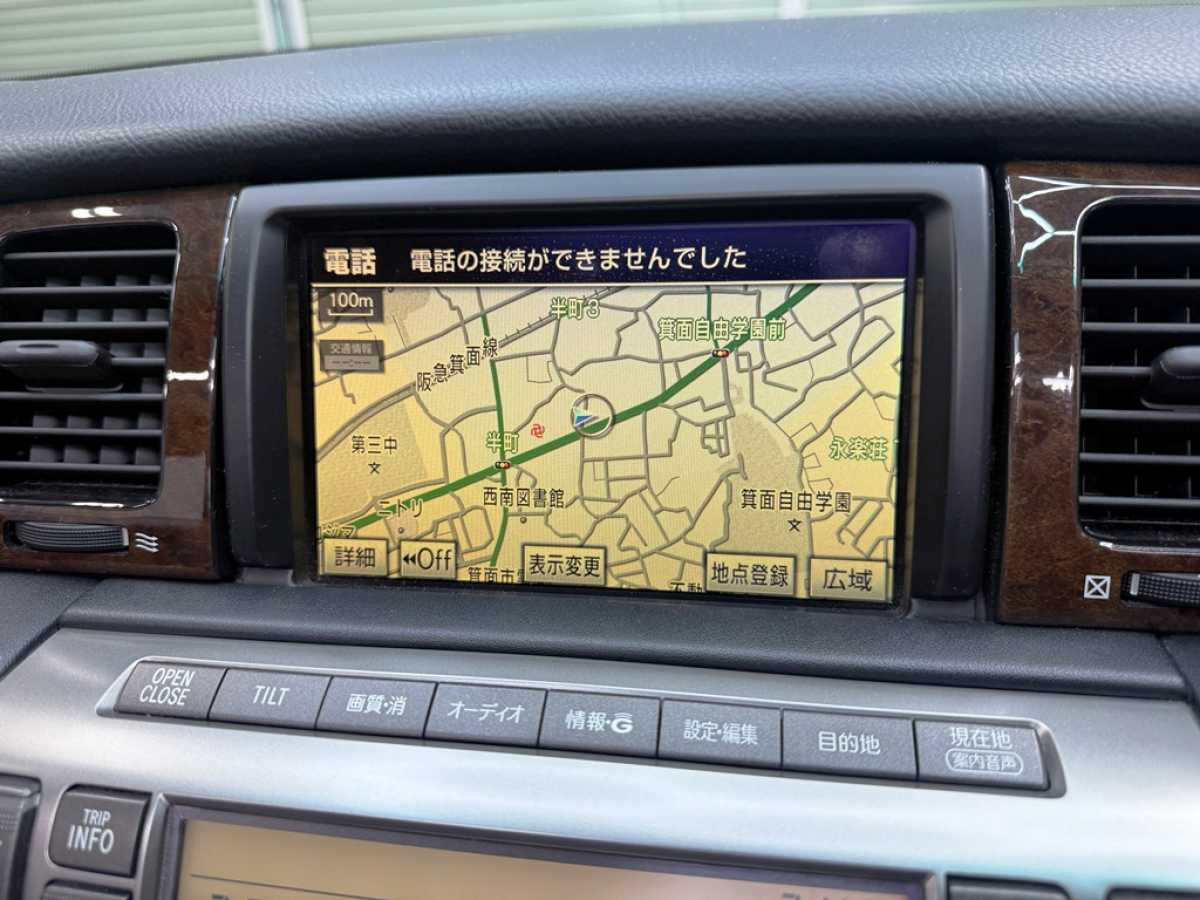 電話 電話の接続ができませんでした
100m
半町3
箕面自由学園前
交通情報
--:--
阪急箕面線
半町
第三中
永楽荘
西南図書館
箕面自由学園
ニトリ
詳細
◀◀Off
箕面市
表示変更
不動
地点登録
広域
OPEN
CLOSE
TILT
画質・消
オーディオ
情報・G
設定・編集
目的地
現在地
案内音声
TRIP
INFO